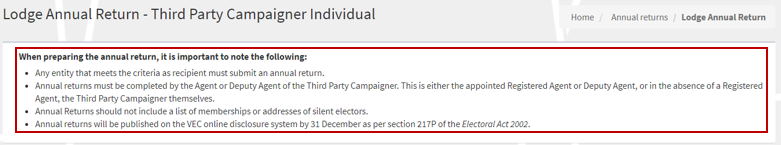 Lodge Annual Return - Third Party Campaigner Individual
Home / Annual returns / Lodge Annual Return
When preparing the annual return, it is important to note the following:
• Any entity that meets the criteria as recipient must submit an annual return.
• Annual returns must be completed by the Agent or Deputy Agent of the Third Party Campaigner. This is either the appointed Registered Agent or Deputy Agent, or in the absence of a Registered
Agent, the Third Party Campaigner themselves.
• Annual Returns should not include a list of memberships or addresses of silent electors.
• Annual returns will be published on the VEC online disclosure system by 31 December as per section 217P of the Electoral Act 2002.